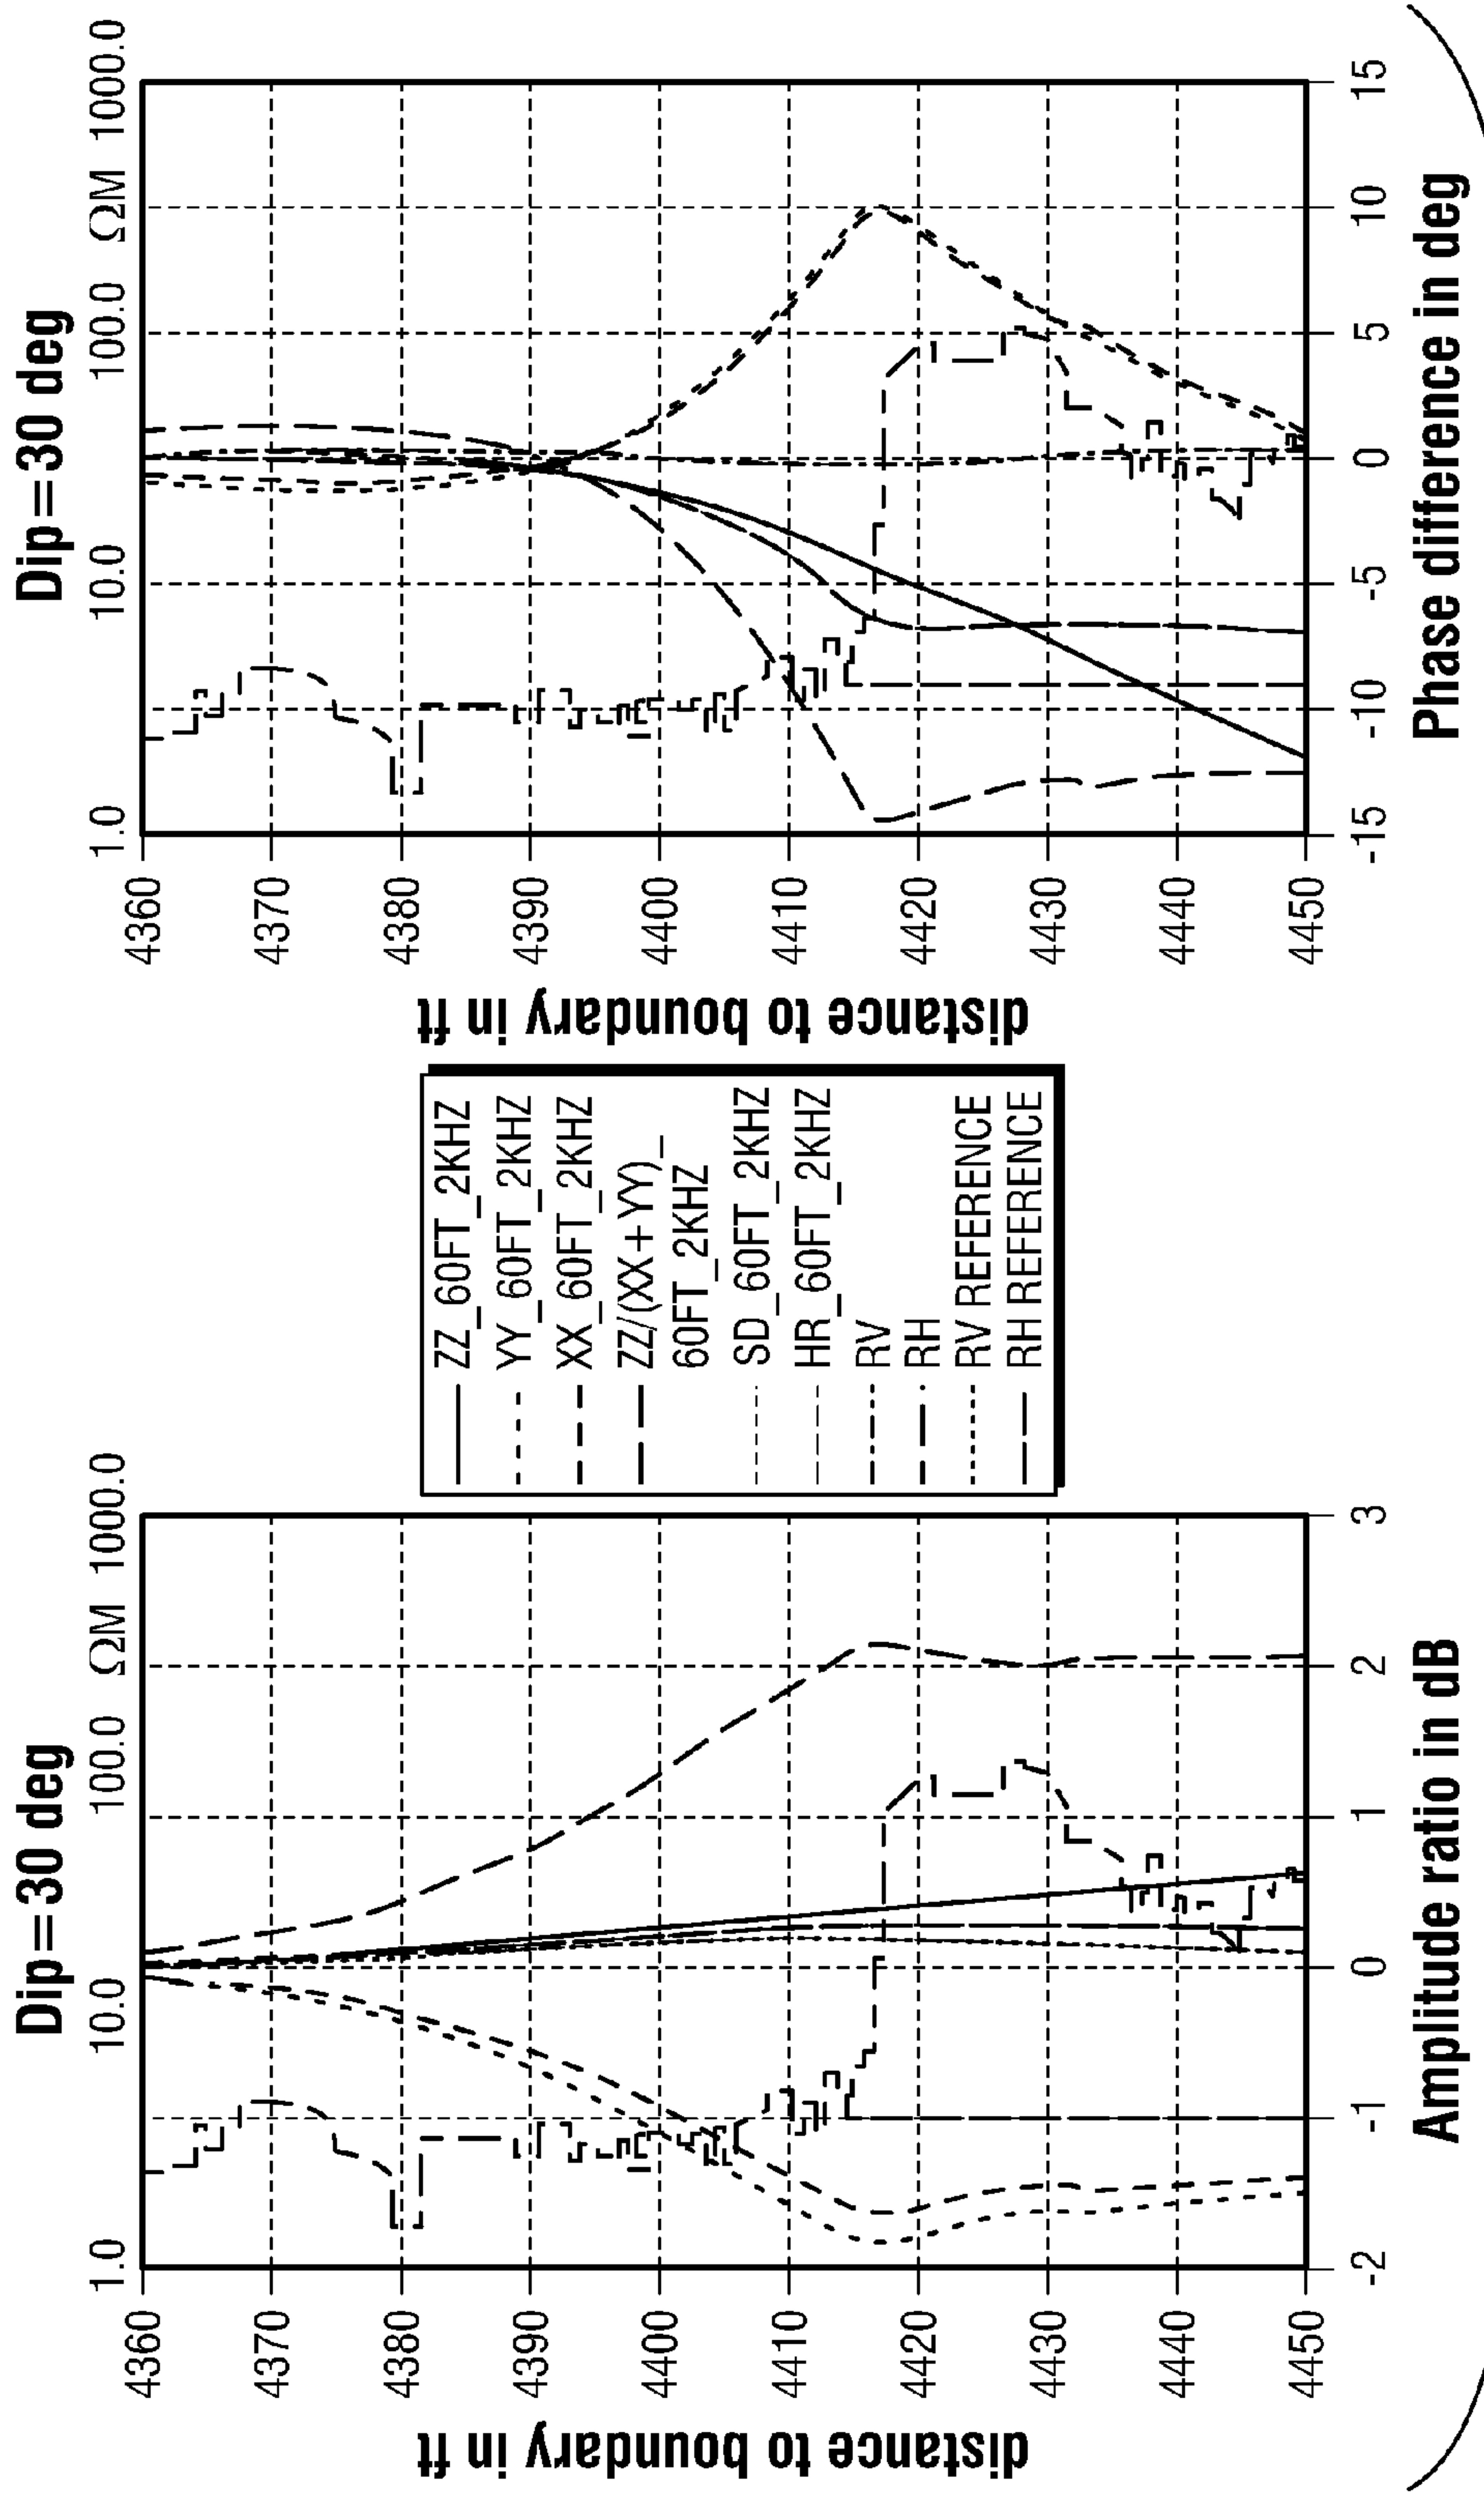 Dip=30 deg
1.0 10.0 100.0 ΩM 1000.0
distance to boundary in ft
4360
4370
4380
4390
4400
4410
4420
4430
4440
4450
-2 -1 0 1 2 3
Amplitude ratio in dB
ZZ_60FT_2KHZ
YY_60FT_2KHZ
XX_60FT_2KHZ
ZZ/(XX+YY)_
60FT_2KHZ
SD_60FT_2KHZ
HR_60FT_2KHZ
RV
RH
RV REFERENCE
RH REFERENCE
Dip=30 deg
1.0 10.0 100.0 ΩM 1000.0
distance to boundary in ft
4360
4370
4380
4390
4400
4410
4420
4430
4440
4450
-15 -10 -5 0 5 10 15
Phase difference in deg